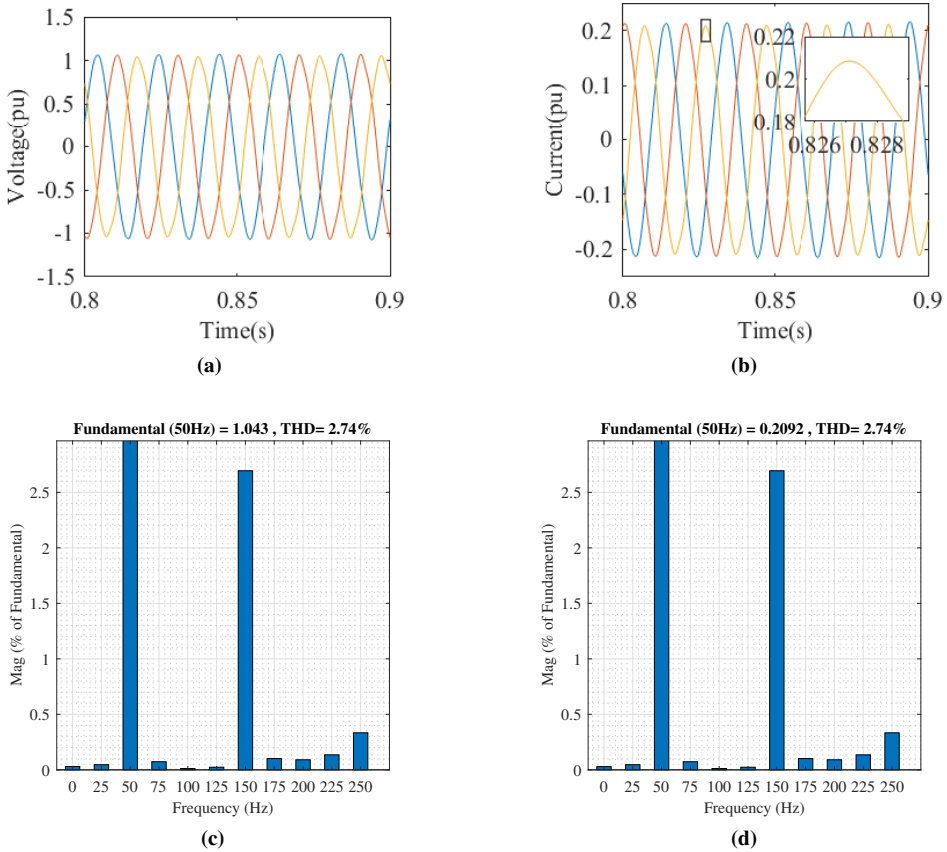 1.5
1
0.5
0
-0.5
-1
-1.5
Voltage(pu)
0.8
0.85
0.9
Time(s)
(a)
0.2
0.1
0
-0.1
-0.2
Current(pu)
0.22
0.2
0.18
0.826
0.828
0.8
0.85
0.9
Time(s)
(b)
Fundamental (50Hz) = 1.043 , THD= 2.74%
2.5
2
1.5
1
0.5
0
Mag (% of Fundamental)
0 25 50 75 100 125 150 175 200 225 250
Frequency (Hz)
(c)
Fundamental (50Hz) = 0.2092 , THD= 2.74%
2.5
2
1.5
1
0.5
0
Mag (% of Fundamental)
0 25 50 75 100 125 150 175 200 225 250
Frequency (Hz)
(d)